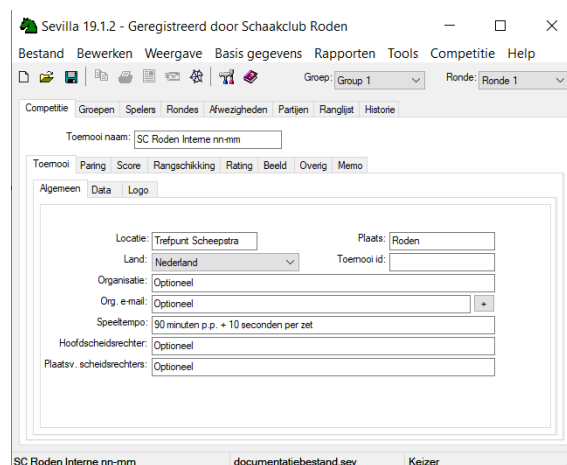 Sevilla 19.1.2 - Geregistreerd door Schaakclub Roden
Bestand Bewerken Weergave Basis gegevens Rapporten Tools Competitie Help
Groep: Group 1 Ronde: Ronde 1
Competitie Groepen Spelers Rondes Afwezigheden Partijen Ranglijst Historie
Toernooi naam: SC Roden Interne nn-mm
Toernooi Paring Score Rangschikking Rating Beeld Overig Memo
Algemeen Data Logo
Locatie: Trefpunt Scheepstra Plaats: Roden
Land: Nederland Toernooi id:
Organisatie: Optioneel
Org. e-mail: Optioneel +
Speeltempo: 90 minuten p.p. + 10 seconden per zet
Hoofdscheidsrechter: Optioneel
Plaatsv. scheidsrechters: Optioneel
SC Roden Interne nn-mm documentatiebestand.sev Keizer